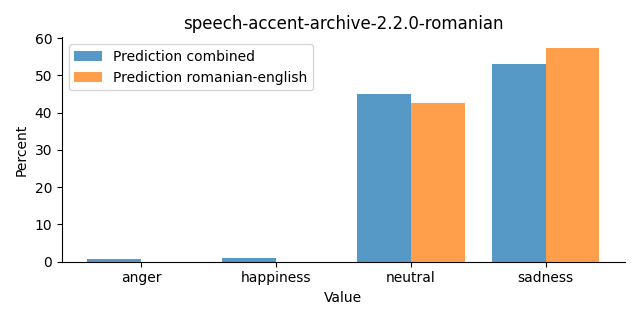 speech-accent-archive-2.2.0-romanian
Prediction combined
Prediction romanian-english
Percent
60
50
40
30
20
10
0
anger happiness neutral sadness
Value